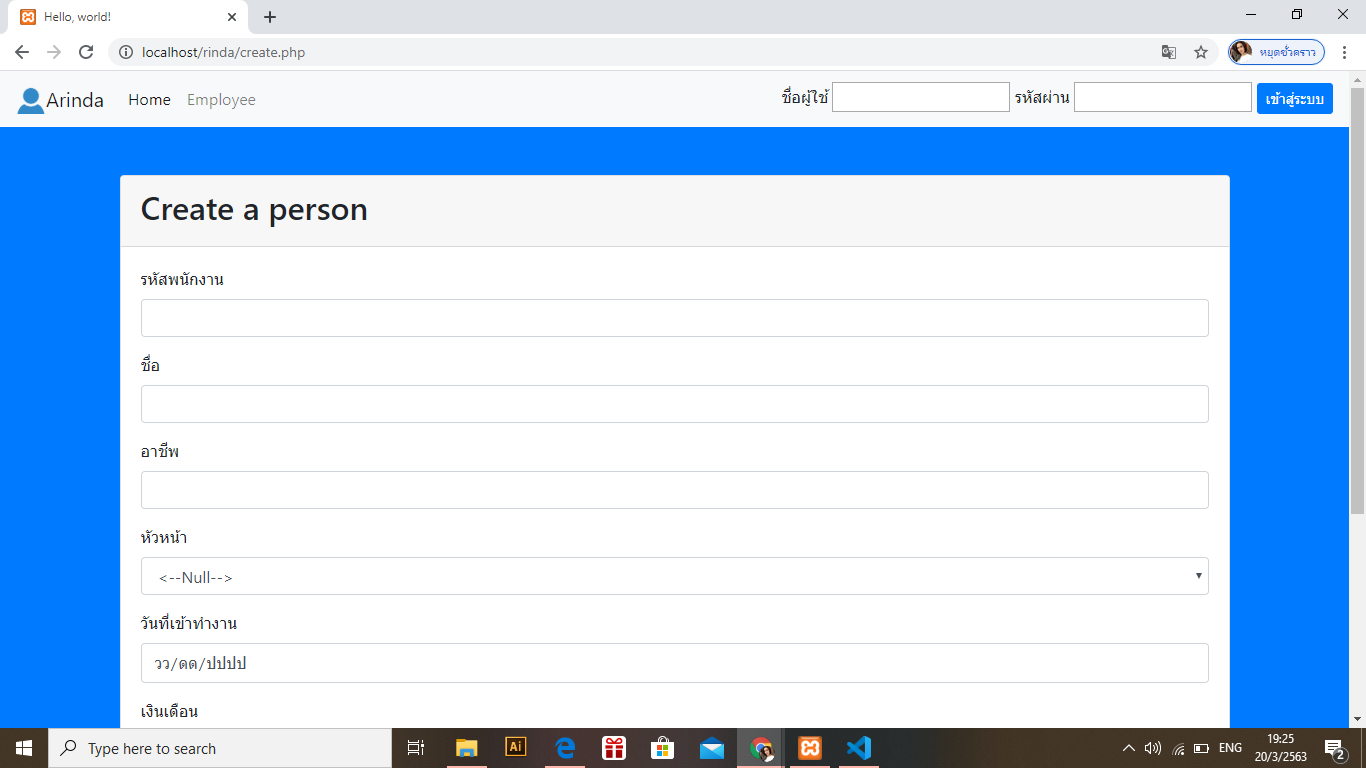 Hello, world!
localhost/rinda/create.php
หยุดชั่วคราว
Arinda Home Employee ชื่อผู้ใช้ รหัสผ่าน เข้าสู่ระบบ
Create a person
รหัสพนักงาน
ชื่อ
อาชีพ
หัวหน้า
<--Null-->
วันที่เข้าทำงาน
วว/ดด/ปปปป
เงินเดือน
Type here to search
Ai
ENG
19:25
20/3/2563
2